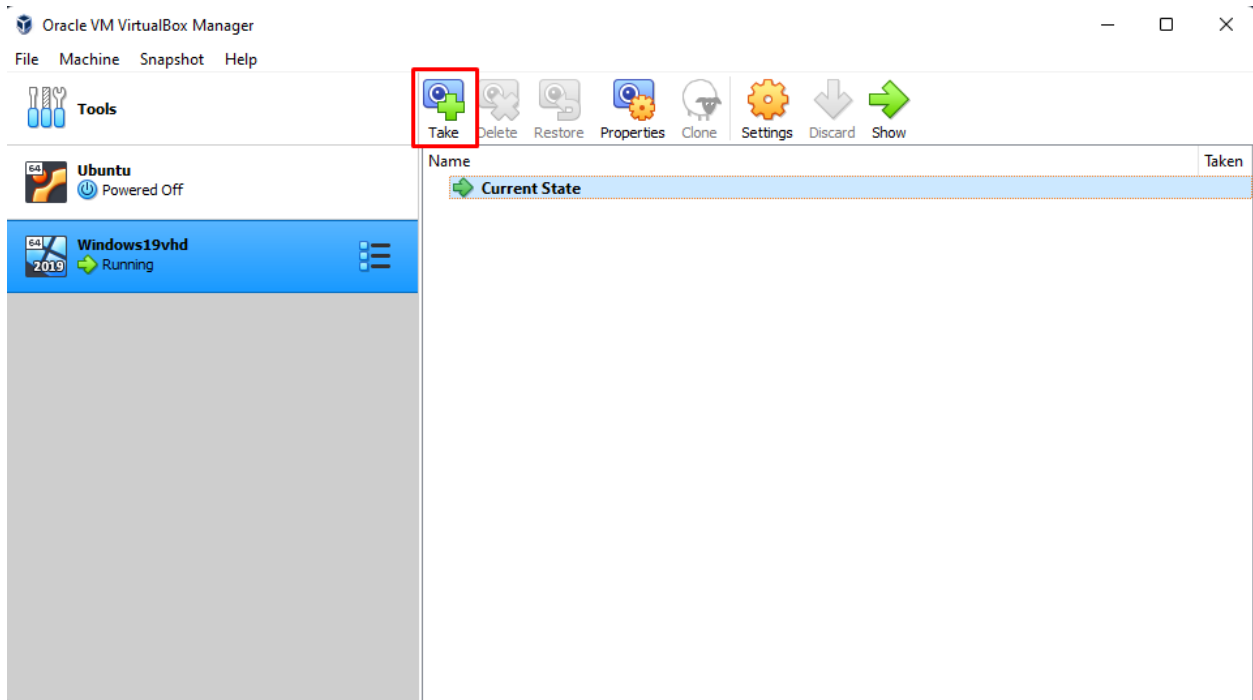 Oracle VM VirtualBox Manager
File Machine Snapshot Help
Tools
Take Delete Restore Properties Clone Settings Discard Show
Name Taken
Current State
64
Ubuntu
Powered Off
64
2019
Windows19vhd
Running